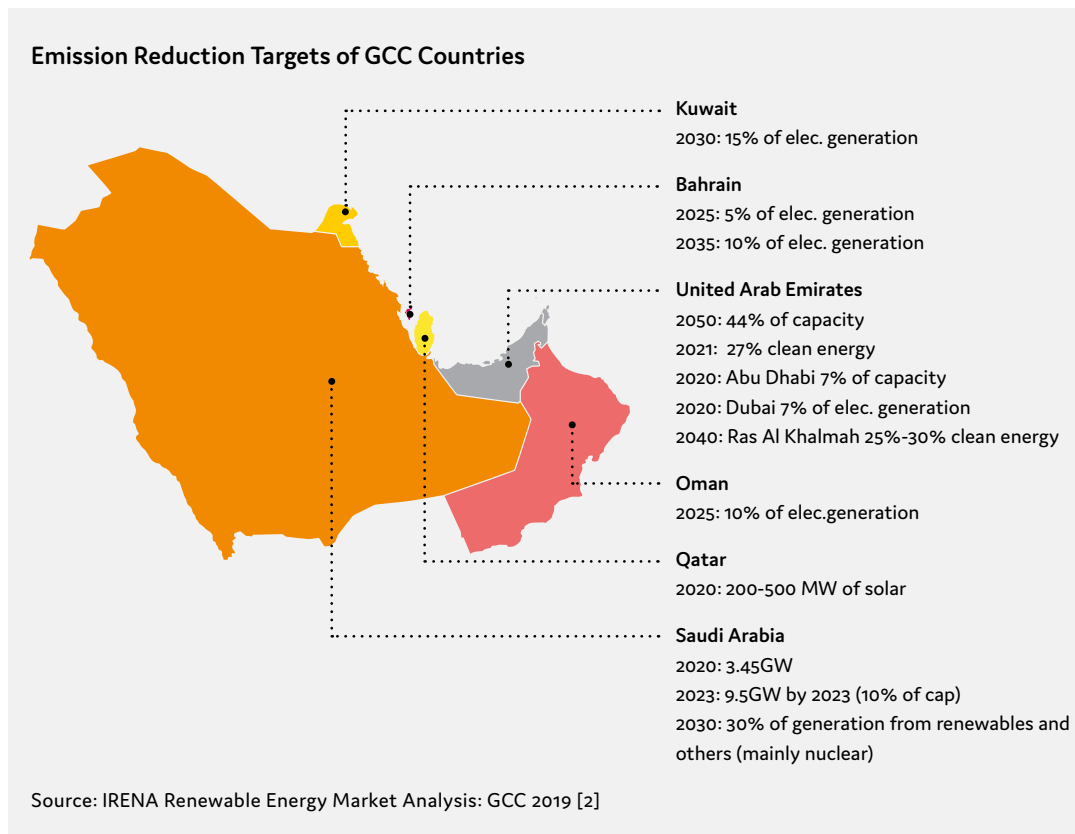 Emission Reduction Targets of GCC Countries
Kuwait
2030: 15% of elec. generation
Bahrain
2025: 5% of elec. generation
2035: 10% of elec. generation
United Arab Emirates
2050: 44% of capacity
2021: 27% clean energy
2020: Abu Dhabi 7% of capacity
2020: Dubai 7% of elec. generation
2040: Ras Al Khalmah 25%-30% clean energy
Oman
2025: 10% of elec.generation
Qatar
2020: 200-500 MW of solar
Saudi Arabia
2020: 3.45GW
2023: 9.5GW by 2023 (10% of cap)
2030: 30% of generation from renewables and
others (mainly nuclear)
Source: IRENA Renewable Energy Market Analysis: GCC 2019 [2]